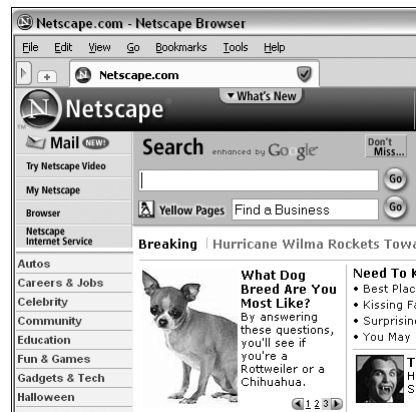 Netscape.com - Netscape Browser
File Edit View Go Bookmarks Tools Help
Netscape.com
What's New
N Netscape
Mail NEW!
Search enhanced by Google
Don't Miss...
Try Netscape Video
Go
My Netscape
Browser
Yellow Pages Find a Business Go
Netscape
Internet Service
Breaking Hurricane Wilma Rockets
Autos
Careers & Jobs
Celebrity
Community
Education
Fun & Games
Gadgets & Tech
Halloween
What Dog
Breed Are You
Most Like?
By answering
these questions,
you'll see if
you're a
Rottweiler or a
Chihuahua.
1 2 3
Need To
• Best
• Kissing
•
• You May